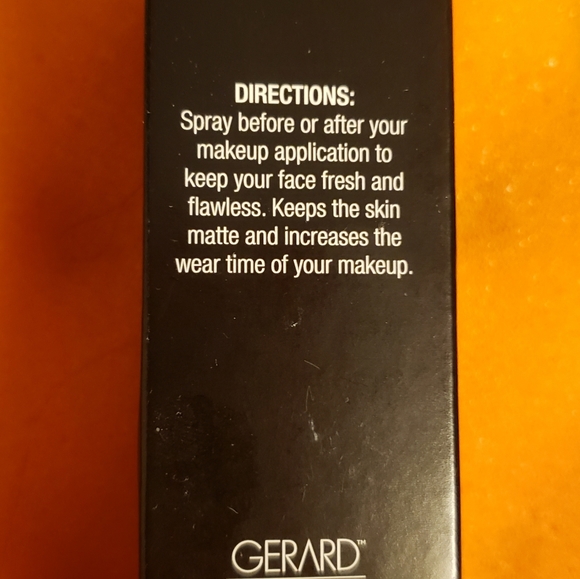 DIRECTIONS:
Spray before or after your
makeup application to
keep your face fresh and
flawless. Keeps the skin
matte and increases the
wear time of your makeup.
GERARD™